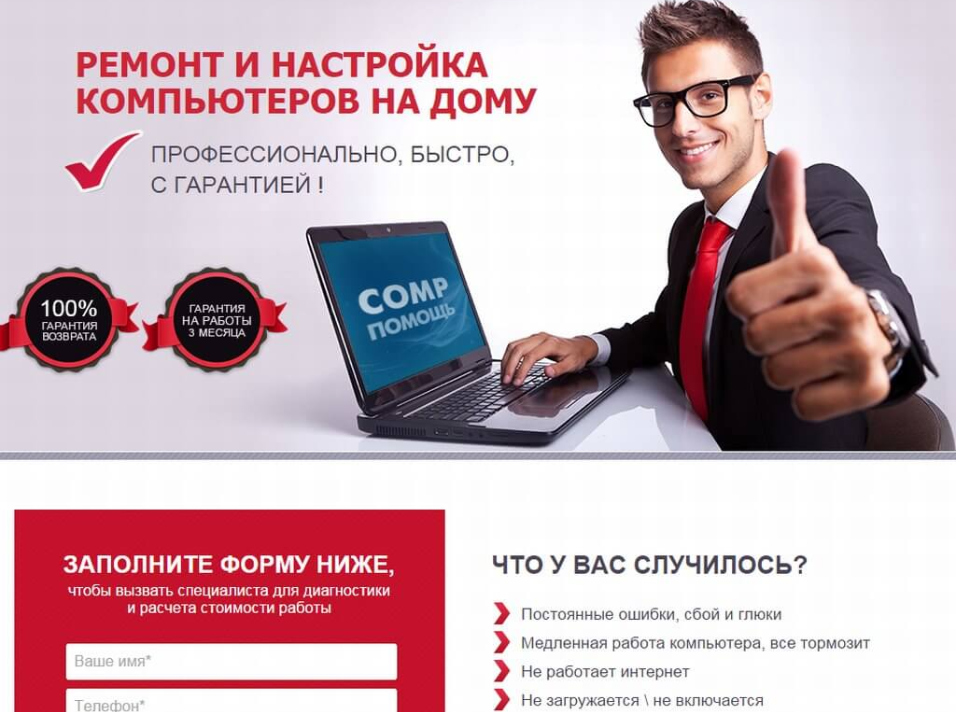 РЕМОНТ И НАСТРОЙКА
КОМПЬЮТЕРОВ НА ДОМУ
ПРОФЕССИОНАЛЬНО, БЫСТРО,
С ГАРАНТИЕЙ !
100%
ГАРАНТИЯ
ВОЗВРАТА
ГАРАНТИЯ
НА РАБОТЫ
3 МЕСЯЦА
COMP
ПОМОЩЬ
ЗАПОЛНИТЕ ФОРМУ НИЖЕ,
чтобы вызвать специалиста для диагностики
и расчета стоимости работы
Ваше имя*
Телефон*
ЧТО У ВАС СЛУЧИЛОСЬ?
Постоянные ошибки, сбой и глюки
Медленная работа компьютера, все тормозит
Не работает интернет
Не загружается \ не включается